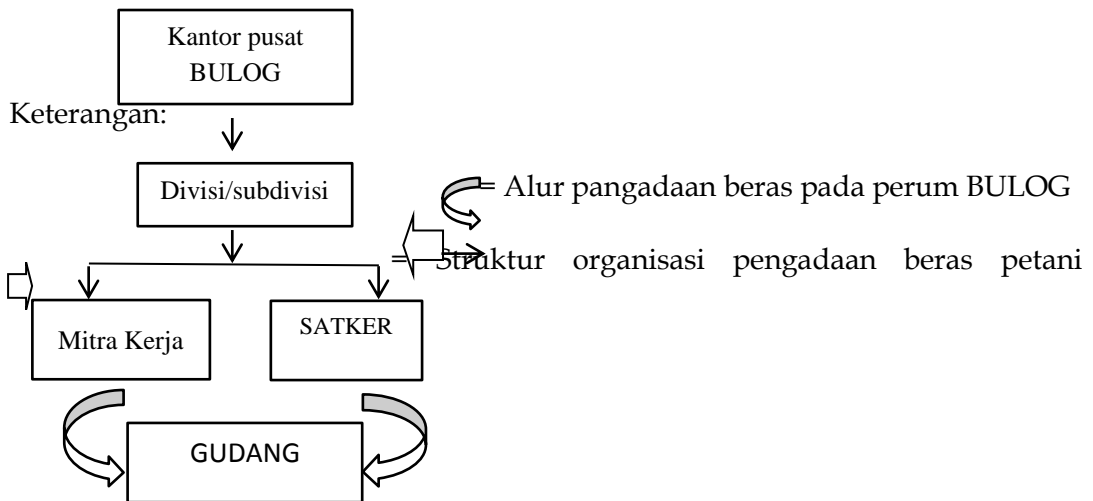 Kantor pusat
BULOG
Keterangan:
Divisi/subdivisi
= Alur pangadaan beras pada perum BULOG
= Struktur organisasi pengadaan beras petani
Mitra Kerja
SATKER
GUDANG